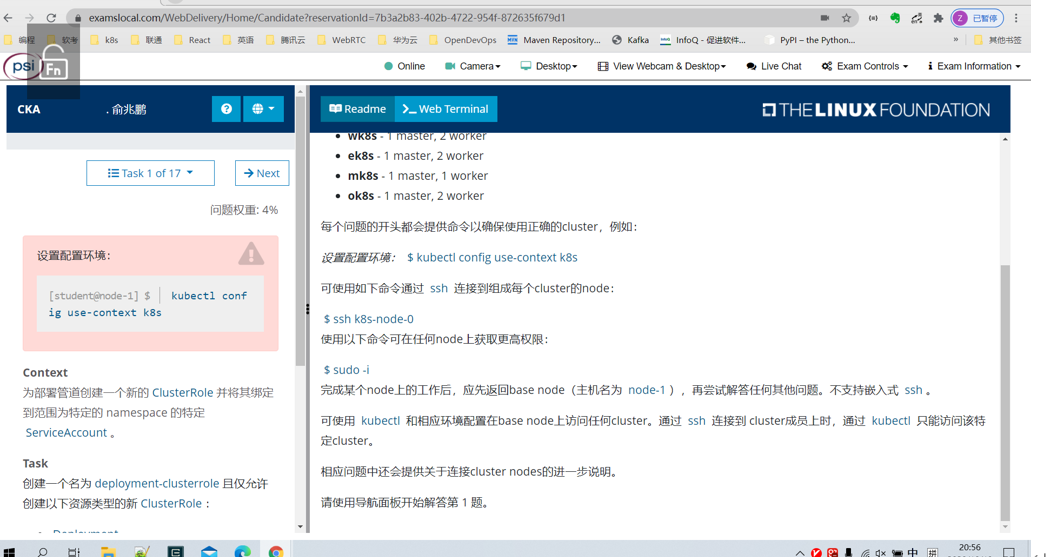 examslocal.com/WebDelivery/Home/Candidate?reservationId=7b3a2b83-402b-4722-954f-872635f679d1
Z 已暂停
编程 软考 k8s 联通 React 英语 腾讯云 WebRTC 华为云 OpenDevOps Maven Repository... Kafka InfoQ - 促进软件... PyPI – the Python... » 其他书签
psi Fn
Online Camera Desktop View Webcam & Desktop Live Chat Exam Controls Exam Information
CKA . 俞兆鹏
Readme Web Terminal
THE LINUX FOUNDATION
Task 1 of 17 Next
问题权重: 4%
设置配置环境:
[student@node-1] $ kubectl conf
ig use-context k8s
Context
为部署管道创建一个新的 ClusterRole 并将其绑定
到范围为特定的 namespace 的特定
ServiceAccount 。
Task
创建一个名为 deployment-clusterrole 且仅允许
创建以下资源类型的新 ClusterRole :
Deployment
wk8s - 1 master, 2 worker
ek8s - 1 master, 2 worker
mk8s - 1 master, 1 worker
ok8s - 1 master, 2 worker
每个问题的开头都会提供命令以确保使用正确的cluster，例如:
设置配置环境: $ kubectl config use-context k8s
可使用如下命令通过 ssh 连接到组成每个cluster的node:
$ ssh k8s-node-0
使用以下命令可在任何node上获取更高权限:
$ sudo -i
完成某个node上的工作后，应先返回base node（主机名为 node-1 ），再尝试解答任何其他问题。不支持嵌入式 ssh 。
可使用 kubectl 和相应环境配置在base node上访问任何cluster。通过 ssh 连接到 cluster成员上时，通过 kubectl 只能访问该特
定cluster。
相应问题中还会提供关于连接cluster nodes的进一步说明。
请使用导航面板开始解答第 1 题。
中 拼 20:56